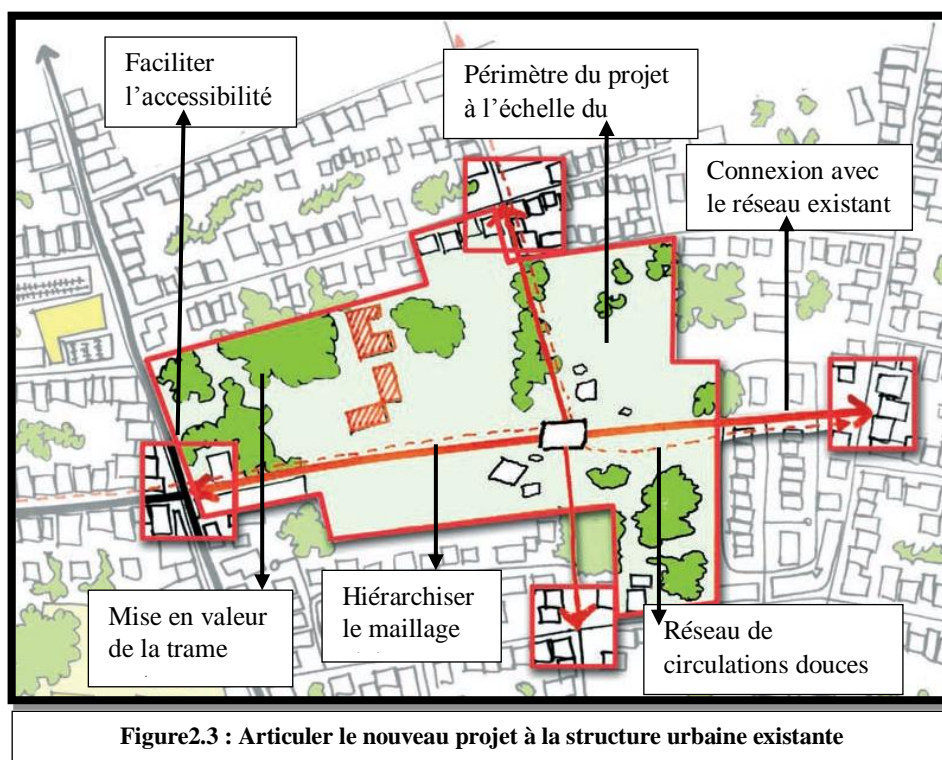 Faciliter
l'accessibilité
Périmètre du projet
à l'échelle du
Connexion avec
le réseau existant
Mise en valeur
de la trame
Hiérarchiser
le maillage
Réseau de
circulations douces
Figure2.3 : Articuler le nouveau projet à la structure urbaine existante